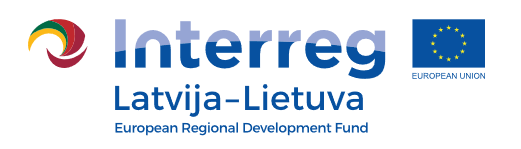 Interreg
EUROPEAN UNION
Latvija–Lietuva
European Regional Development Fund